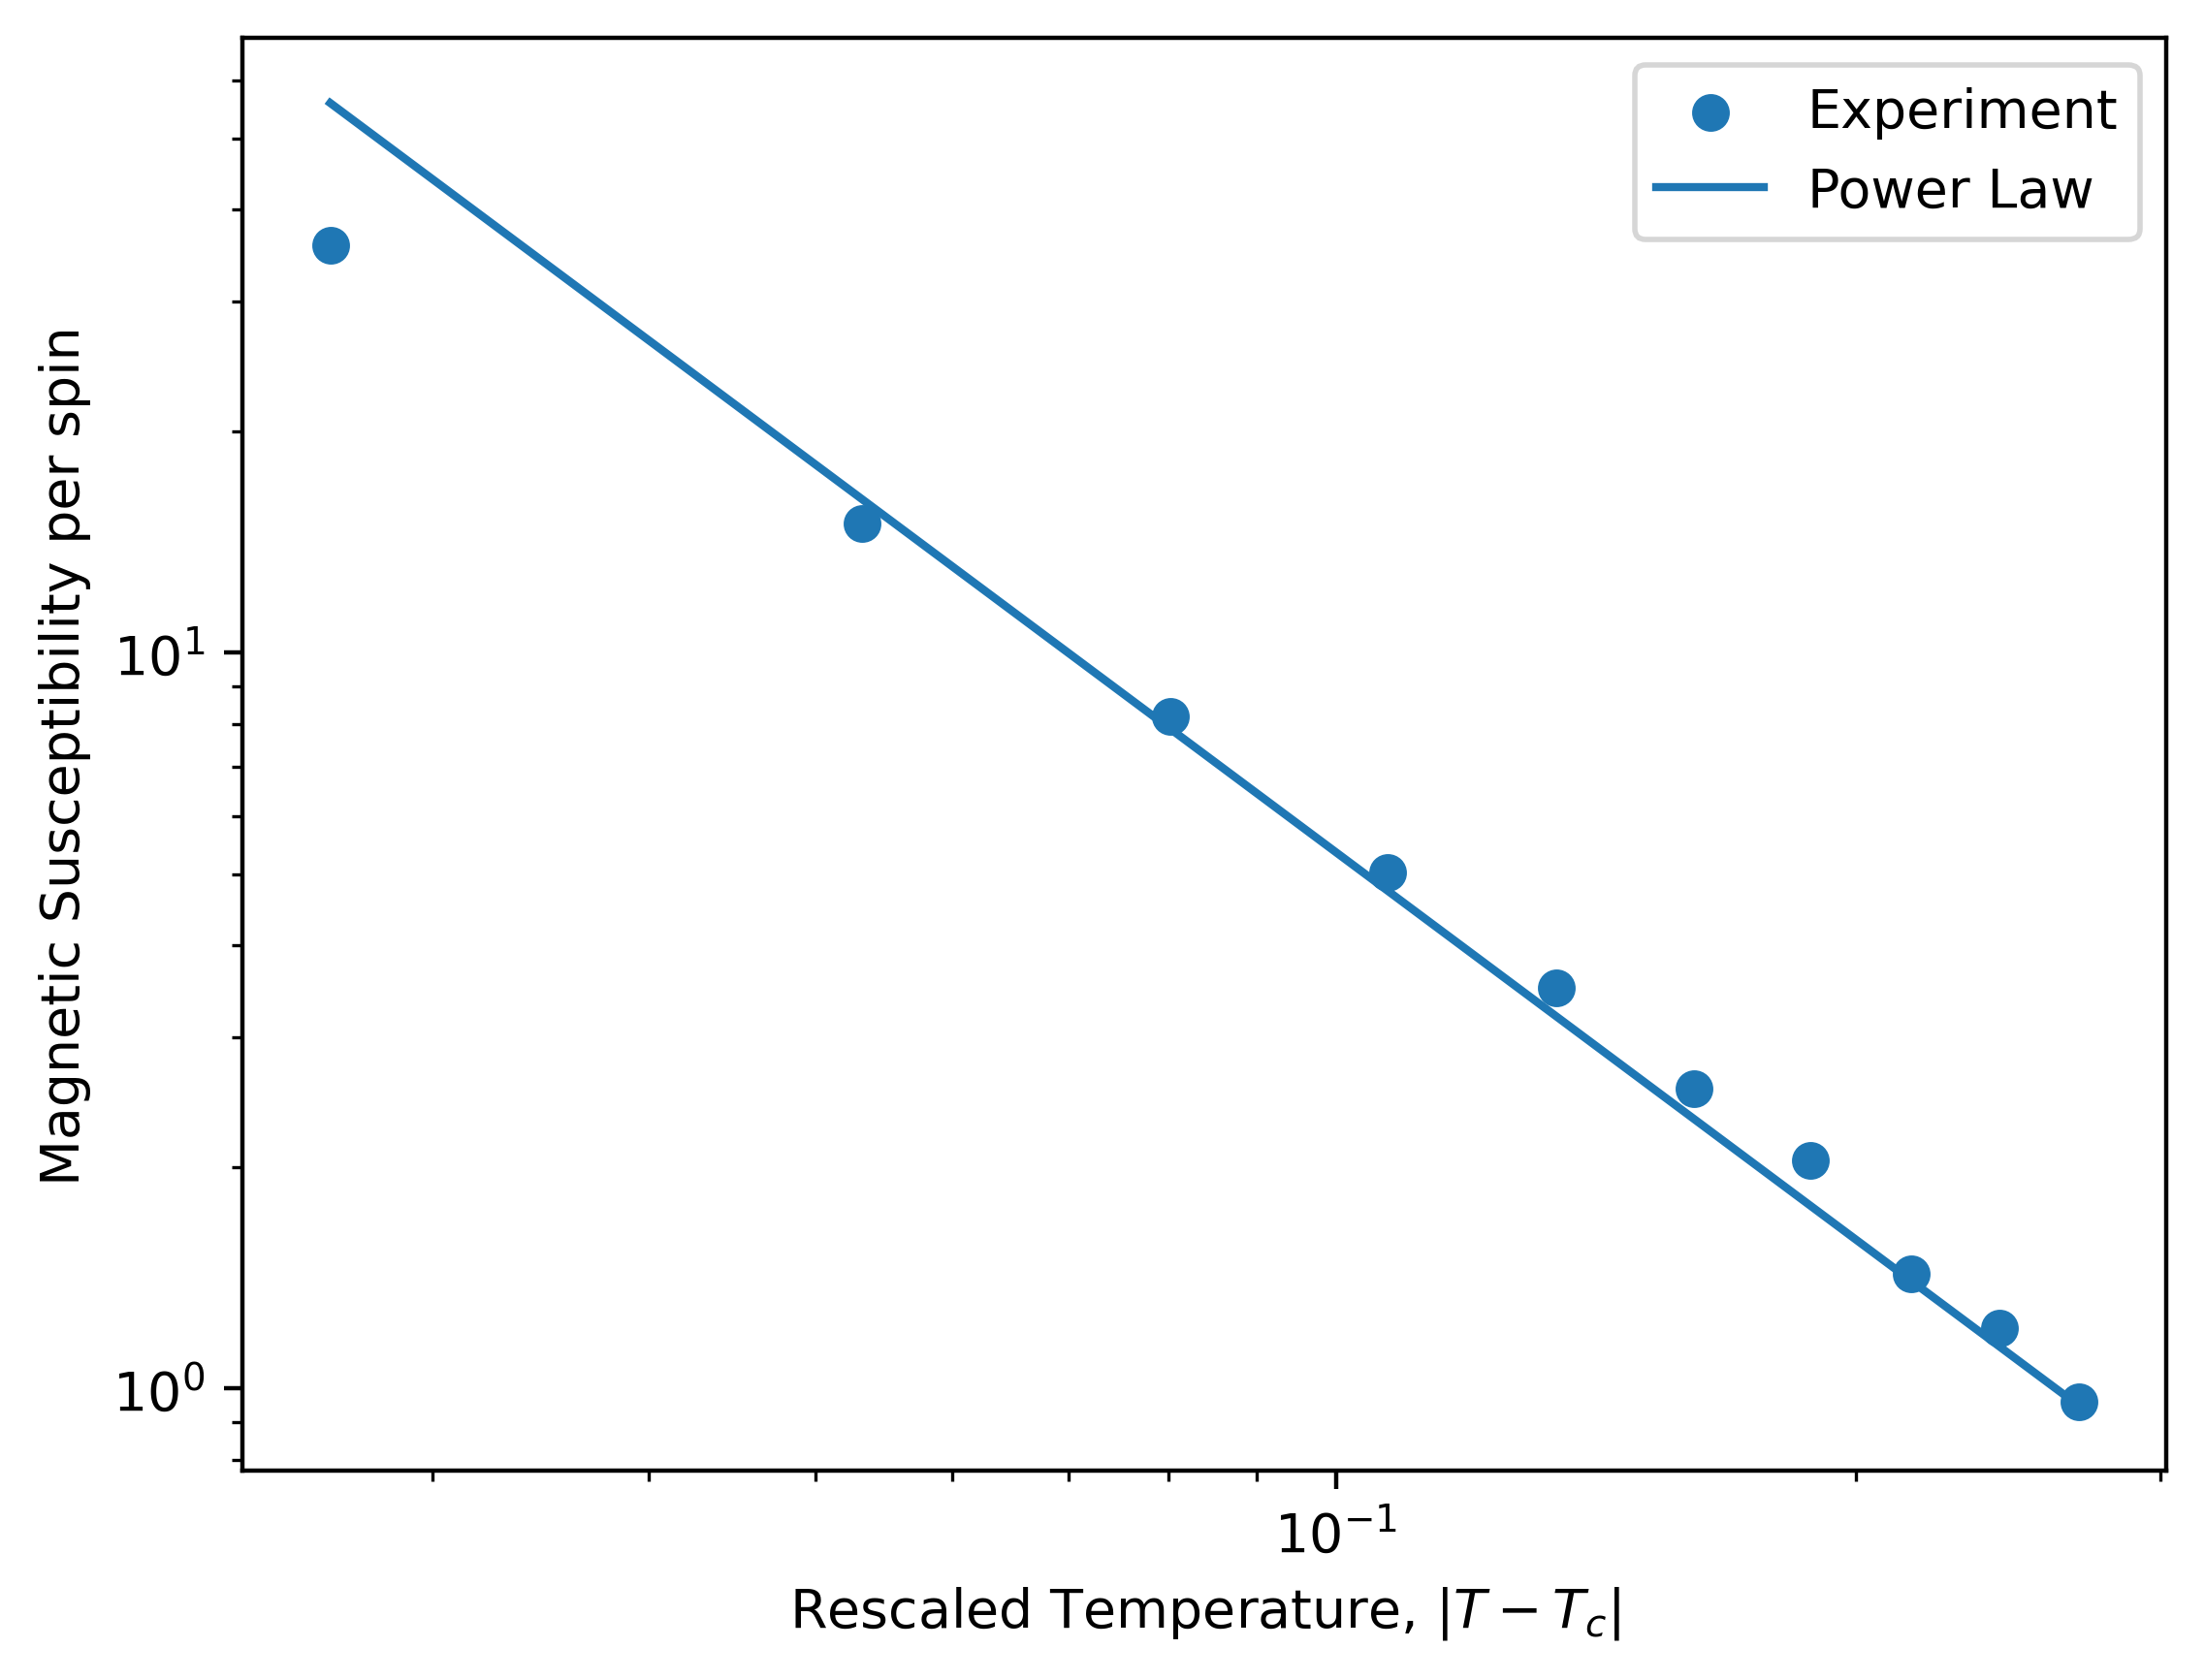 Experiment
Power Law
Magnetic Susceptibility per spin
10¹
10⁰
10⁻¹
Rescaled Temperature, |T − T_c|